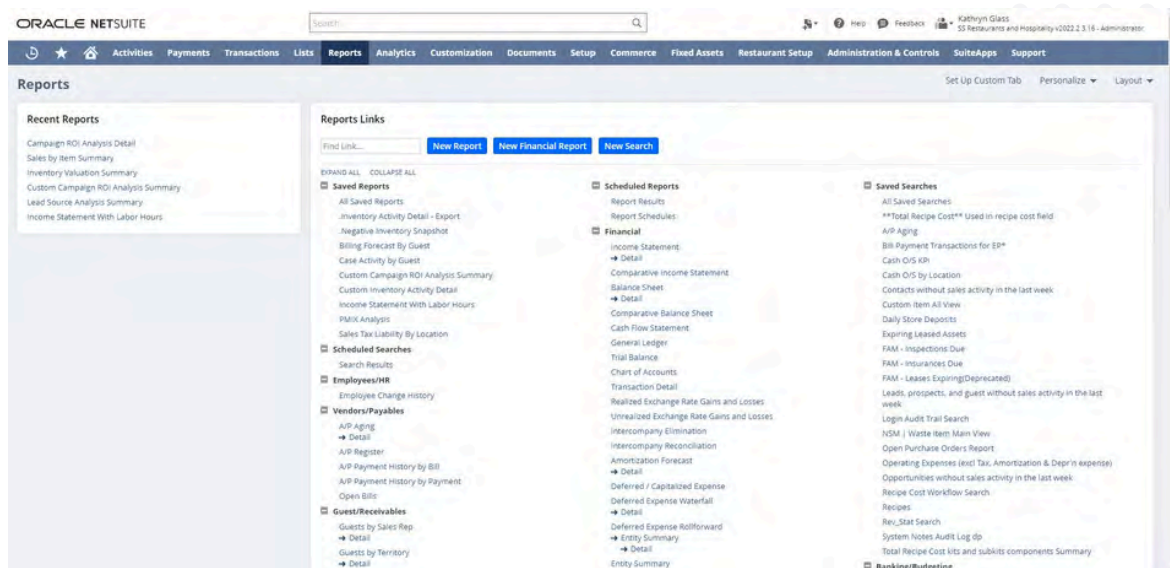 ORACLE NETSUITE
Search
Help
Feedback
Kathryn Glass
SS Restaurants and Hospitality v2022.2.3.16 - Administrator
Activities Payments Transactions Lists Reports Analytics Customization Documents Setup Commerce Fixed Assets Restaurant Setup Administration & Controls SuiteApps Support
Reports
Set Up Custom Tab Personalize Layout
Recent Reports
Campaign ROI Analysis Detail
Sales by Item Summary
Inventory Valuation Summary
Custom Campaign ROI Analysis Summary
Lead Source Analysis Summary
Income Statement With Labor Hours
Reports Links
Find Link...
New Report New Financial Report New Search
EXPAND ALL COLLAPSE ALL
Saved Reports
All Saved Reports
.Inventory Activity Detail - Export
.Negative Inventory Snapshot
Billing Forecast By Guest
Case Activity by Guest
Custom Campaign ROI Analysis Summary
Custom Inventory Activity Detail
Income Statement With Labor Hours
PMIX Analysis
Sales Tax Liability By Location
Scheduled Searches
Search Results
Employees/HR
Employee Change History
Vendors/Payables
A/P Aging
→ Detail
A/P Register
A/P Payment History by Bill
A/P Payment History by Payment
Open Bills
Guest/Receivables
Guests by Sales Rep
→ Detail
Guests by Territory
→ Detail
Scheduled Reports
Report Results
Report Schedules
Financial
Income Statement
→ Detail
Comparative Income Statement
Balance Sheet
→ Detail
Comparative Balance Sheet
Cash Flow Statement
General Ledger
Trial Balance
Chart of Accounts
Transaction Detail
Realized Exchange Rate Gains and Losses
Unrealized Exchange Rate Gains and Losses
Intercompany Elimination
Intercompany Reconciliation
Amortization Forecast
→ Detail
Deferred / Capitalized Expense
Deferred Expense Waterfall
→ Detail
Deferred Expense Rollforward
→ Entity Summary
→ Detail
Entity Summary
Saved Searches
All Saved Searches
**Total Recipe Cost** Used in recipe cost field
A/P Aging
Bill Payment Transactions for EP*
Cash O/S KPI
Cash O/S by Location
Contacts without sales activity in the last week
Custom Item All View
Daily Store Deposits
Expiring Leased Assets
FAM - Inspections Due
FAM - Insurances Due
FAM - Leases Expiring(Deprecated)
Leads, prospects, and guest without sales activity in the last
week
Login Audit Trail Search
NSM | Waste Item Main View
Open Purchase Orders Report
Operating Expenses (excl Tax, Amortization & Depr'n expense)
Opportunities without sales activity in the last week
Recipe Cost Workflow Search
Recipes
Rev_Stat Search
System Notes Audit Log dp
Total Recipe Cost kits and subkits components Summary
Banking/Budgeting